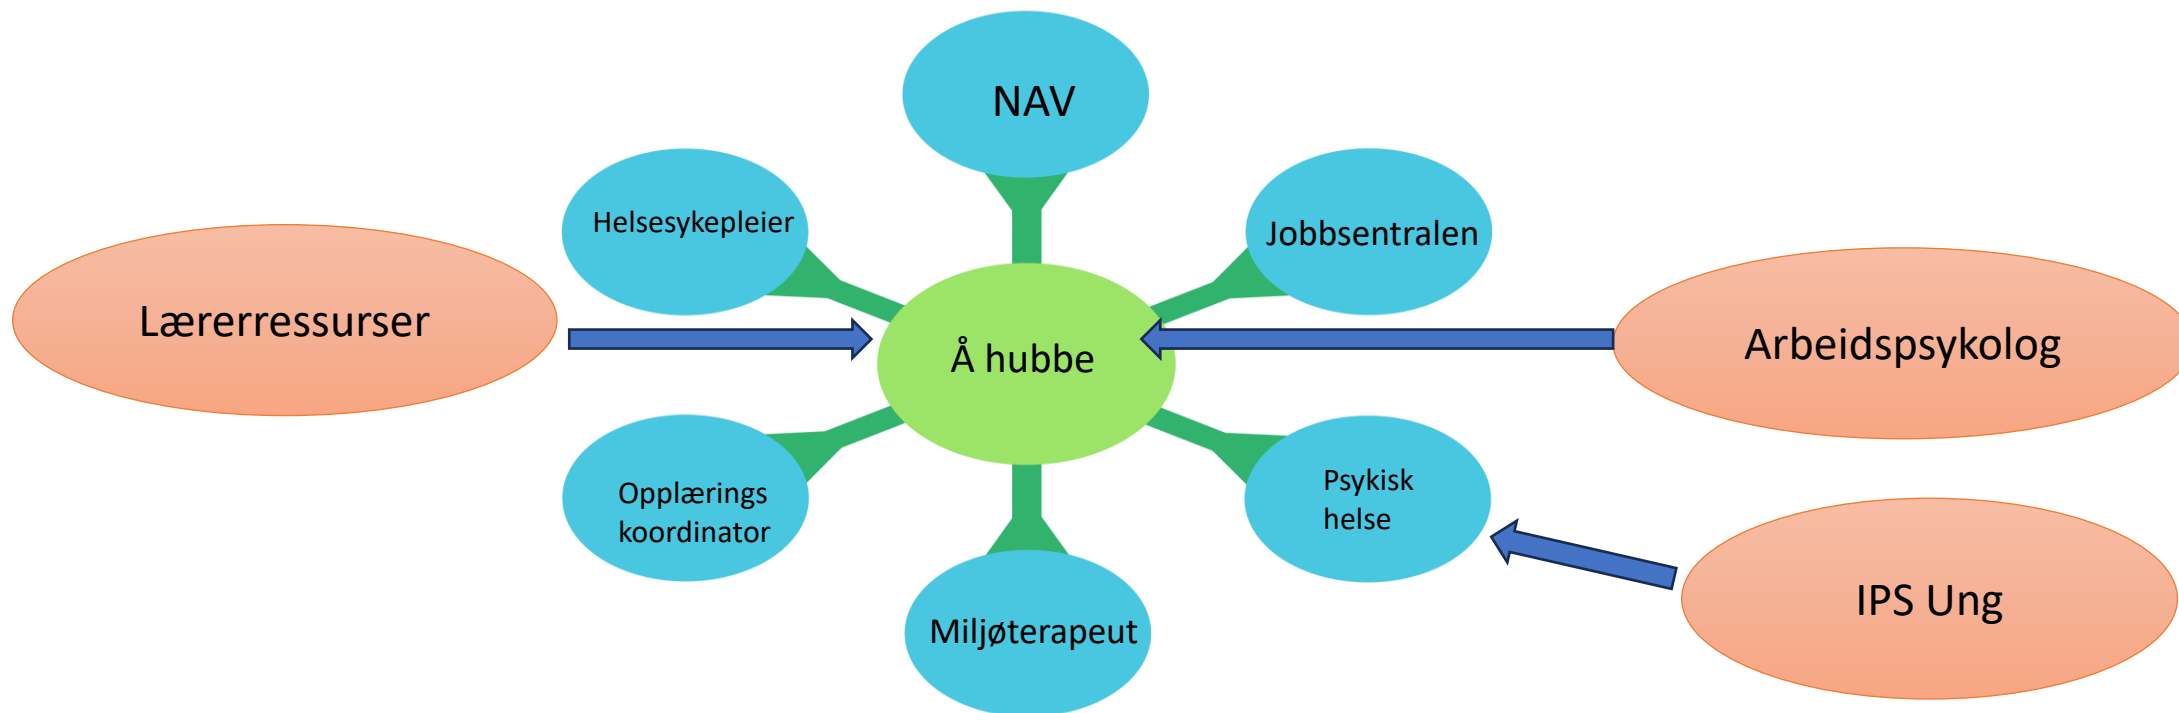 NAV
Helsesykepleier
Jobbsentralen
Lærerressurser
Å hubbe
Arbeidspsykolog
Opplærings
koordinator
Psykisk
helse
Miljøterapeut
IPS Ung